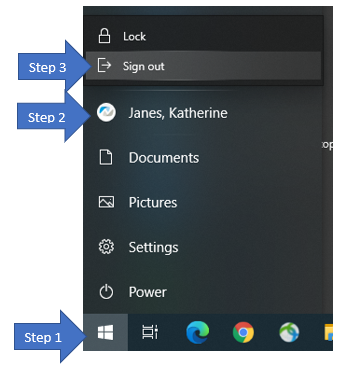 Lock
Step 3
Sign out
Step 2
Janes, Katherine
Documents
Pictures
Settings
Power
Step 1